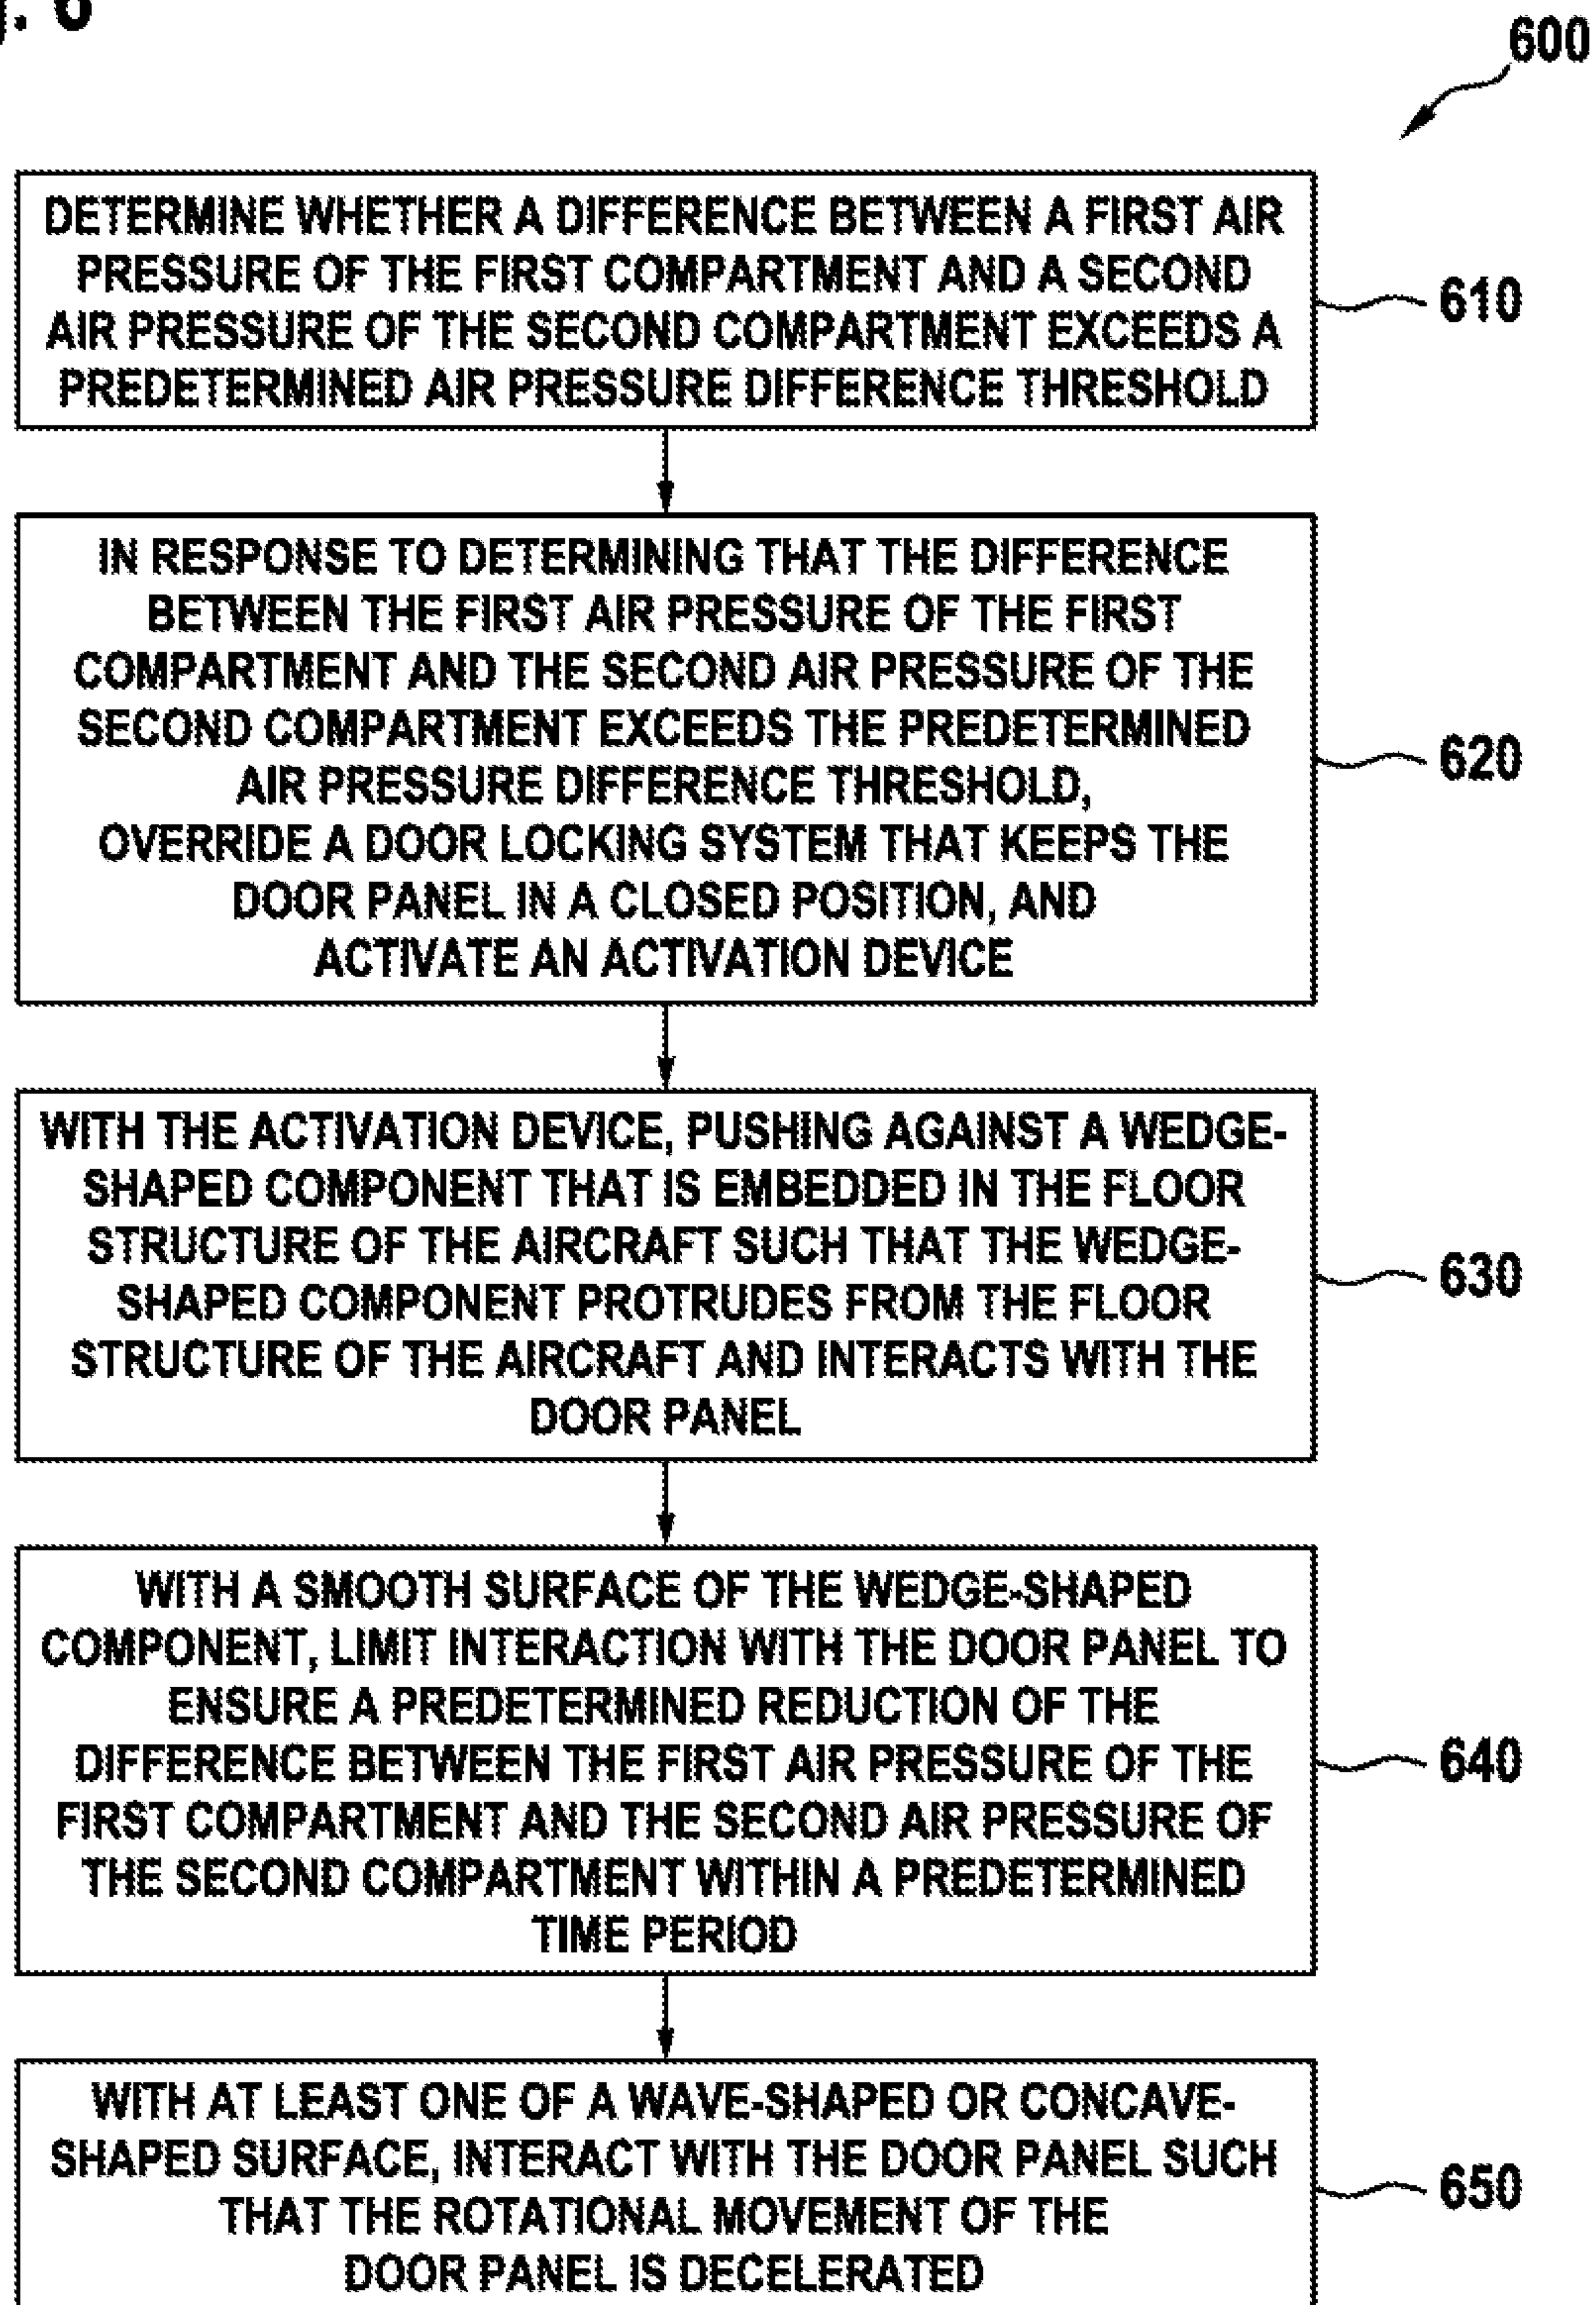 . 6
600
DETERMINE WHETHER A DIFFERENCE BETWEEN A FIRST AIR
PRESSURE OF THE FIRST COMPARTMENT AND A SECOND
AIR PRESSURE OF THE SECOND COMPARTMENT EXCEEDS A
PREDETERMINED AIR PRESSURE DIFFERENCE THRESHOLD
610
IN RESPONSE TO DETERMINING THAT THE DIFFERENCE
BETWEEN THE FIRST AIR PRESSURE OF THE FIRST
COMPARTMENT AND THE SECOND AIR PRESSURE OF THE
SECOND COMPARTMENT EXCEEDS THE PREDETERMINED
AIR PRESSURE DIFFERENCE THRESHOLD,
OVERRIDE A DOOR LOCKING SYSTEM THAT KEEPS THE
DOOR PANEL IN A CLOSED POSITION, AND
ACTIVATE AN ACTIVATION DEVICE
620
WITH THE ACTIVATION DEVICE, PUSHING AGAINST A WEDGE-
SHAPED COMPONENT THAT IS EMBEDDED IN THE FLOOR
STRUCTURE OF THE AIRCRAFT SUCH THAT THE WEDGE-
SHAPED COMPONENT PROTRUDES FROM THE FLOOR
STRUCTURE OF THE AIRCRAFT AND INTERACTS WITH THE
DOOR PANEL
630
WITH A SMOOTH SURFACE OF THE WEDGE-SHAPED
COMPONENT, LIMIT INTERACTION WITH THE DOOR PANEL TO
ENSURE A PREDETERMINED REDUCTION OF THE
DIFFERENCE BETWEEN THE FIRST AIR PRESSURE OF THE
FIRST COMPARTMENT AND THE SECOND AIR PRESSURE OF
THE SECOND COMPARTMENT WITHIN A PREDETERMINED
TIME PERIOD
640
WITH AT LEAST ONE OF A WAVE-SHAPED OR CONCAVE-
SHAPED SURFACE, INTERACT WITH THE DOOR PANEL SUCH
THAT THE ROTATIONAL MOVEMENT OF THE
DOOR PANEL IS DECELERATED
650